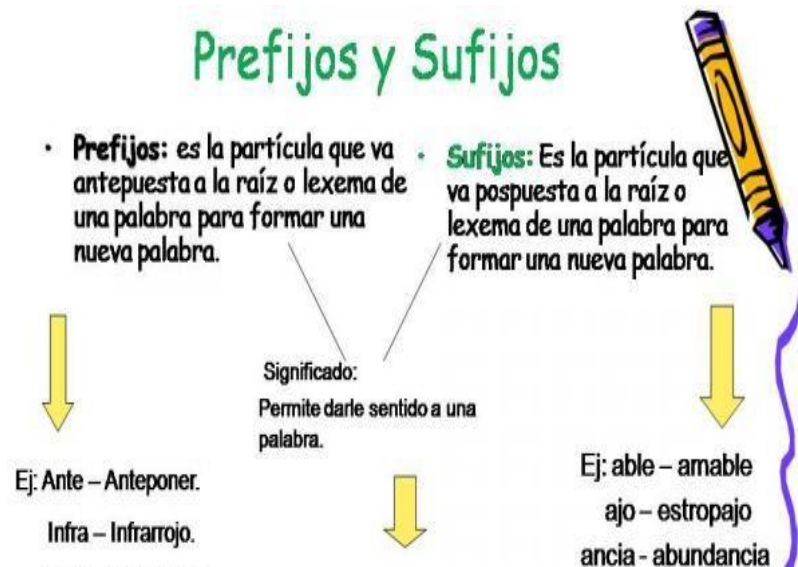 Prefijos y Sufijos
• Prefijos: es la partícula que va
antepuesta a la raíz o lexema de
una palabra para formar una
nueva palabra.
• Sufijos: Es la partícula que
va pospuesta a la raíz o
lexema de una palabra para
formar una nueva palabra.
Significado:
Permite darle sentido a una
palabra.
Ej: Ante – Anteponer.
Infra – Infrarrojo.
Ej: able – amable
ajo – estropajo
ancia - abundancia